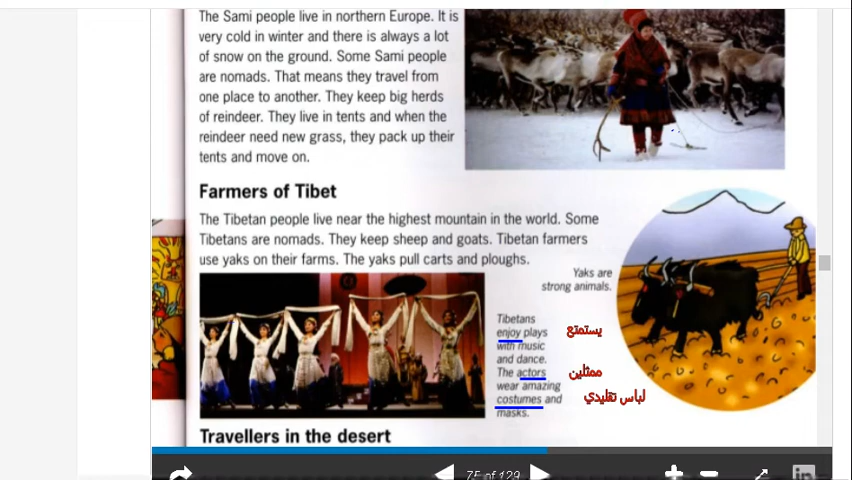 The Sami people live in northern Europe. It is
very cold in winter and there is always a lot
of snow on the ground. Some Sami people
are nomads. That means they travel from
one place to another. They keep big herds
of reindeer. They live in tents and when the
reindeer need new grass, they pack up their
tents and move on.
Farmers of Tibet
The Tibetan people live near the highest mountain in the world. Some
Tibetans are nomads. They keep sheep and goats. Tibetan farmers
use yaks on their farms. The yaks pull carts and ploughs.
Yaks are
strong animals.
Tibetans
enjoy plays يستمتع
with music
and dance.
The actors ممثلين
wear amazing
costumes and لباس تقليدي
masks.
Travellers in the desert
75 of 129
in